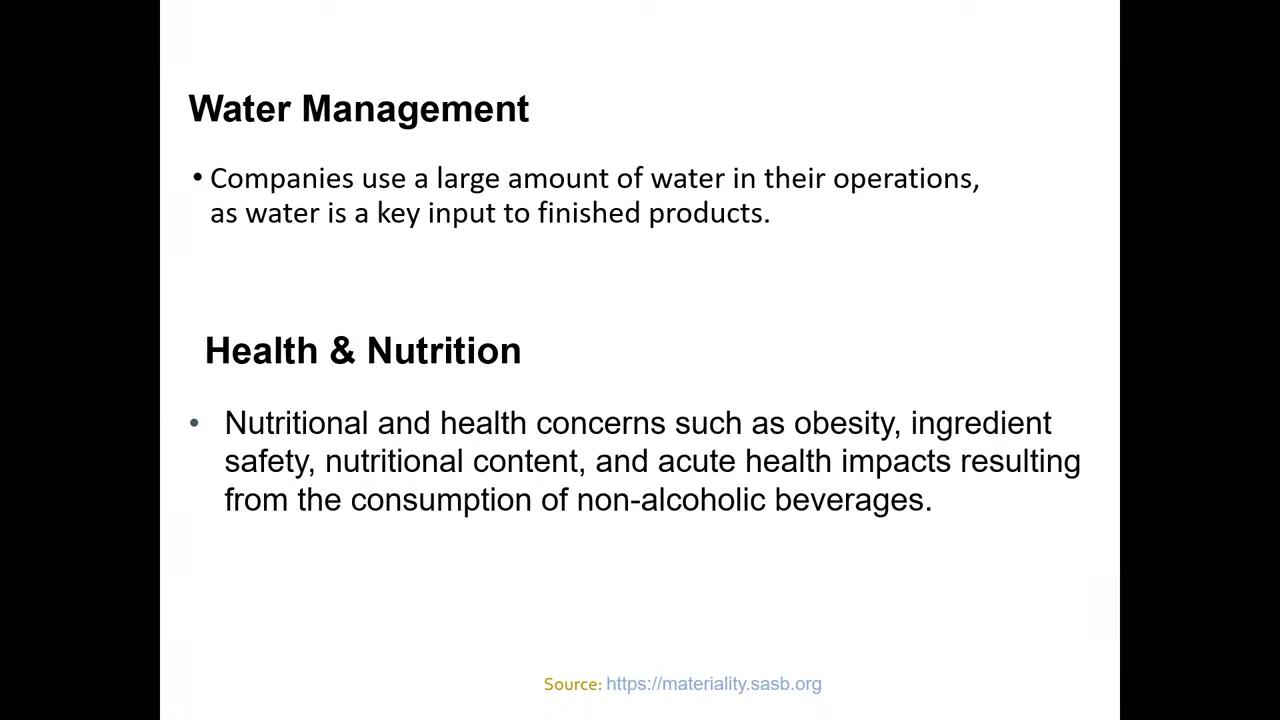 Water Management
• Companies use a large amount of water in their operations,
as water is a key input to finished products.
Health & Nutrition
• Nutritional and health concerns such as obesity, ingredient
safety, nutritional content, and acute health impacts resulting
from the consumption of non-alcoholic beverages.
Source: https://materiality.sasb.org